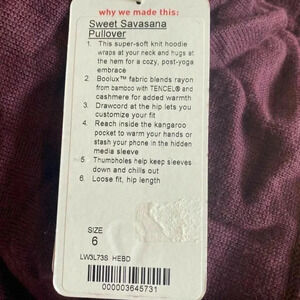 why we made this:
Sweet Savasana
Pullover
1. This super-soft knit hoodie
wraps at your neck and hugs at
the hem for a cozy, post-yoga
embrace
2. Boolux™ fabric blends rayon
from bamboo with TENCEL® and
cashmere for added warmth
3. Drawcord at the hip lets you
customize your fit
4. Reach inside the kangaroo
pocket to warm your hands or
stash your phone in the hidden
media sleeve
5 Thumbholes help keep sleeves
down and chills out
6. Loose fit, hip length
SIZE
6
LW3L73S HEBD
000003645731